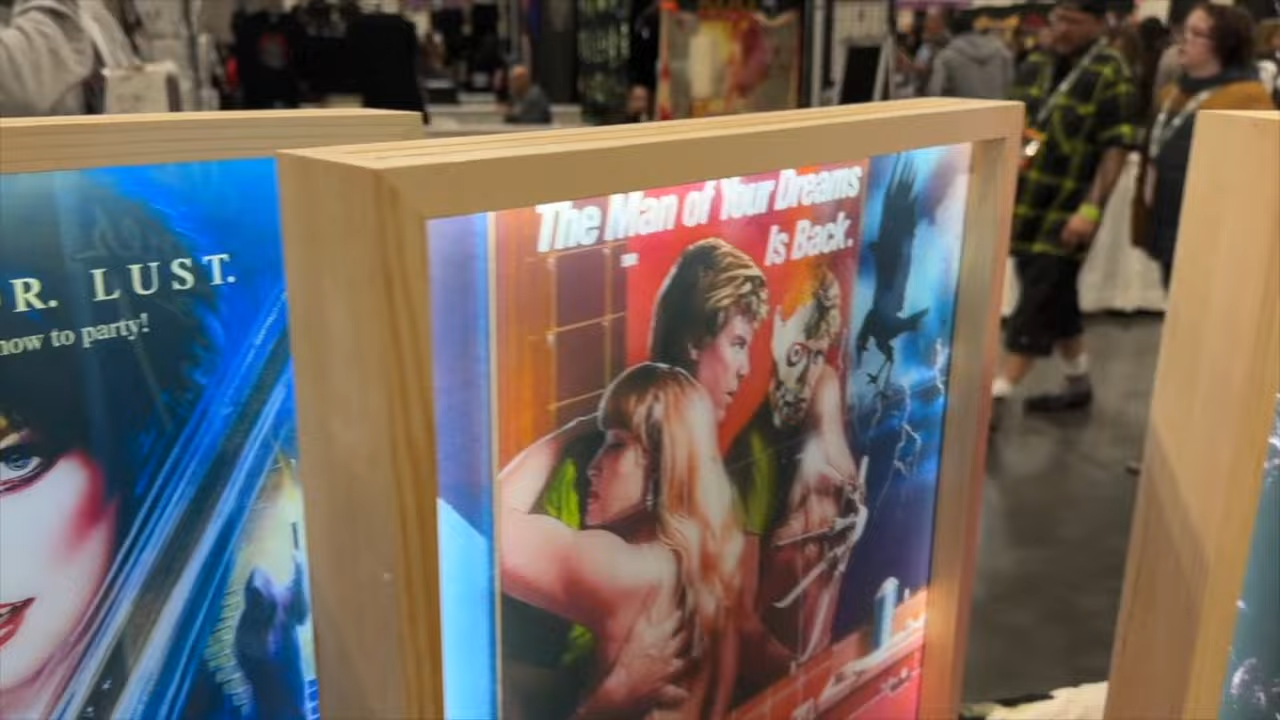 R. LUST.
now to party!
The Man of Your Dreams
Is Back.